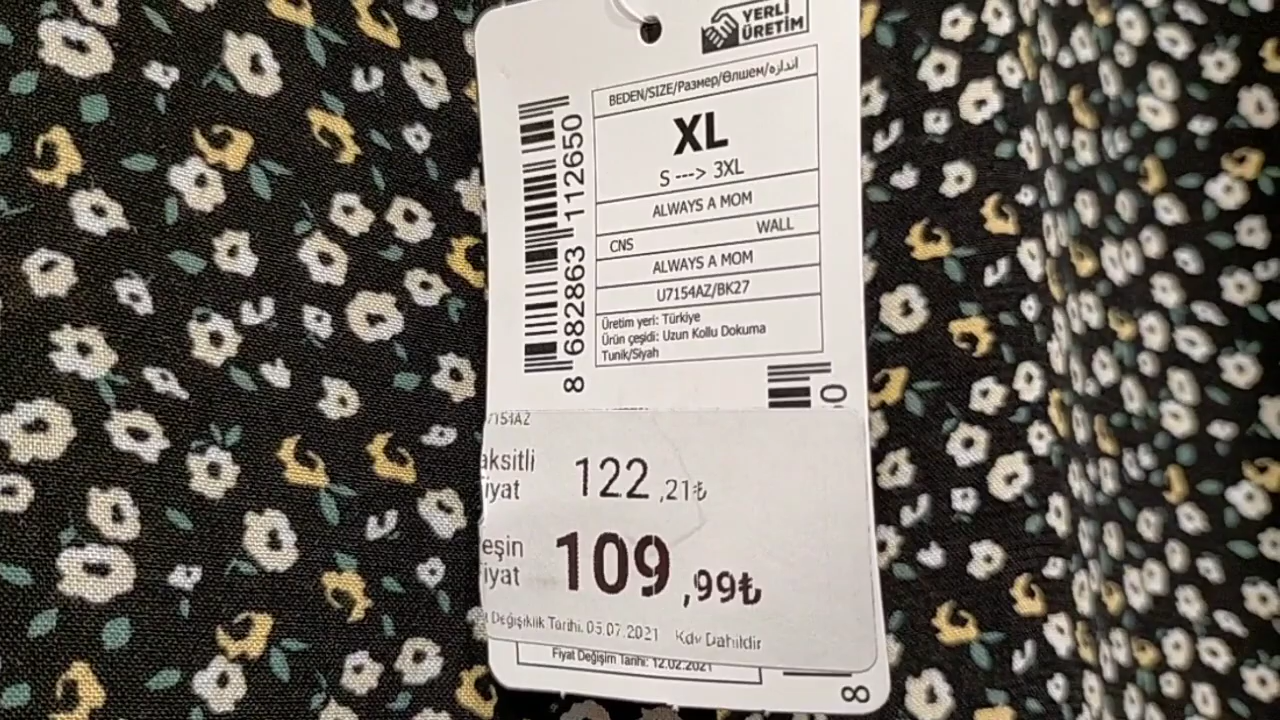 YERLİ
ÜRETİM
BEDEN/SIZE/Размер/Өлшем/اندازه
XL
S ---> 3XL
ALWAYS A MOM
CNS WALL
ALWAYS A MOM
U7154AZ/BK27
Üretim yeri: Türkiye
Ürün çeşidi: Uzun Kollu Dokuma
Tunik/Siyah
8 682863 112650
7154AZ
aksitli
iyat
122,21₺
eşin
iyat
109,99₺
Değişiklik Tarihi. 05.07.2021 Kdv Dahildir
Fiyat Değişim Tarihi: 12.02.2021
0
8